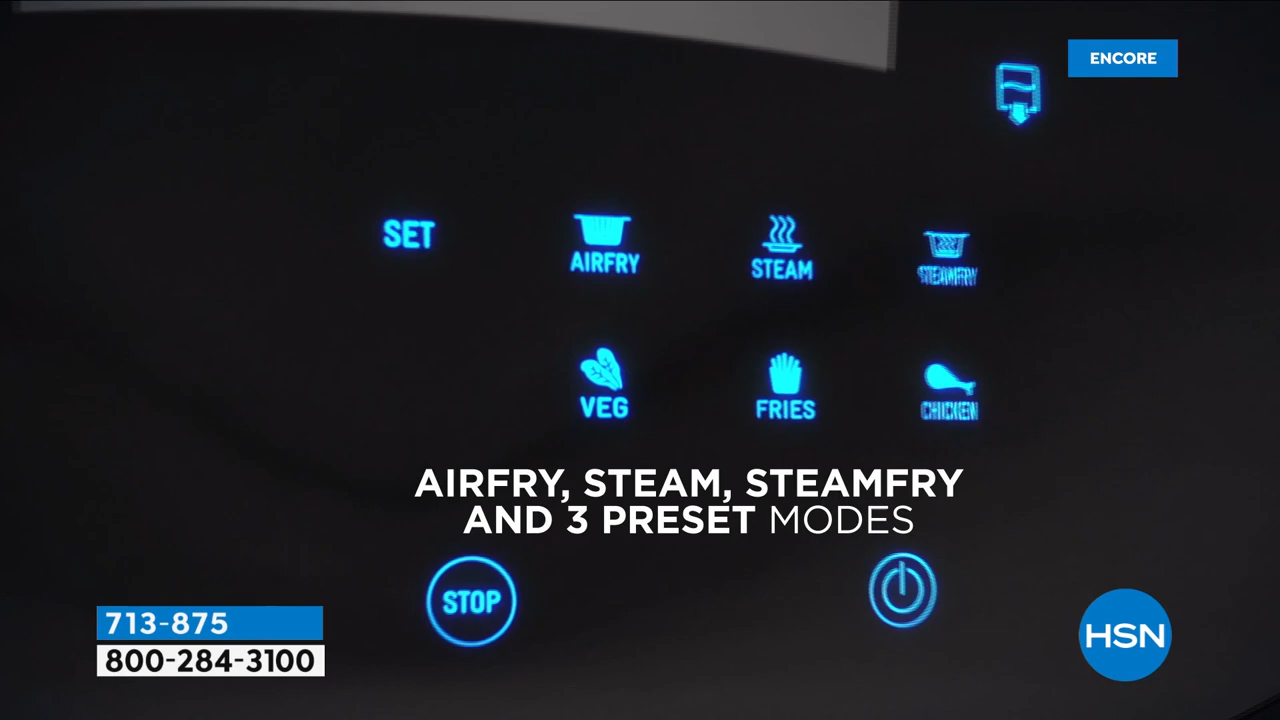 ENCORE
SET
AIRFRY
STEAM
STEAMFRY
VEG
FRIES
CHICKEN
AIRFRY, STEAM, STEAMFRY
AND 3 PRESET MODES
STOP
713-875
800-284-3100
HSN